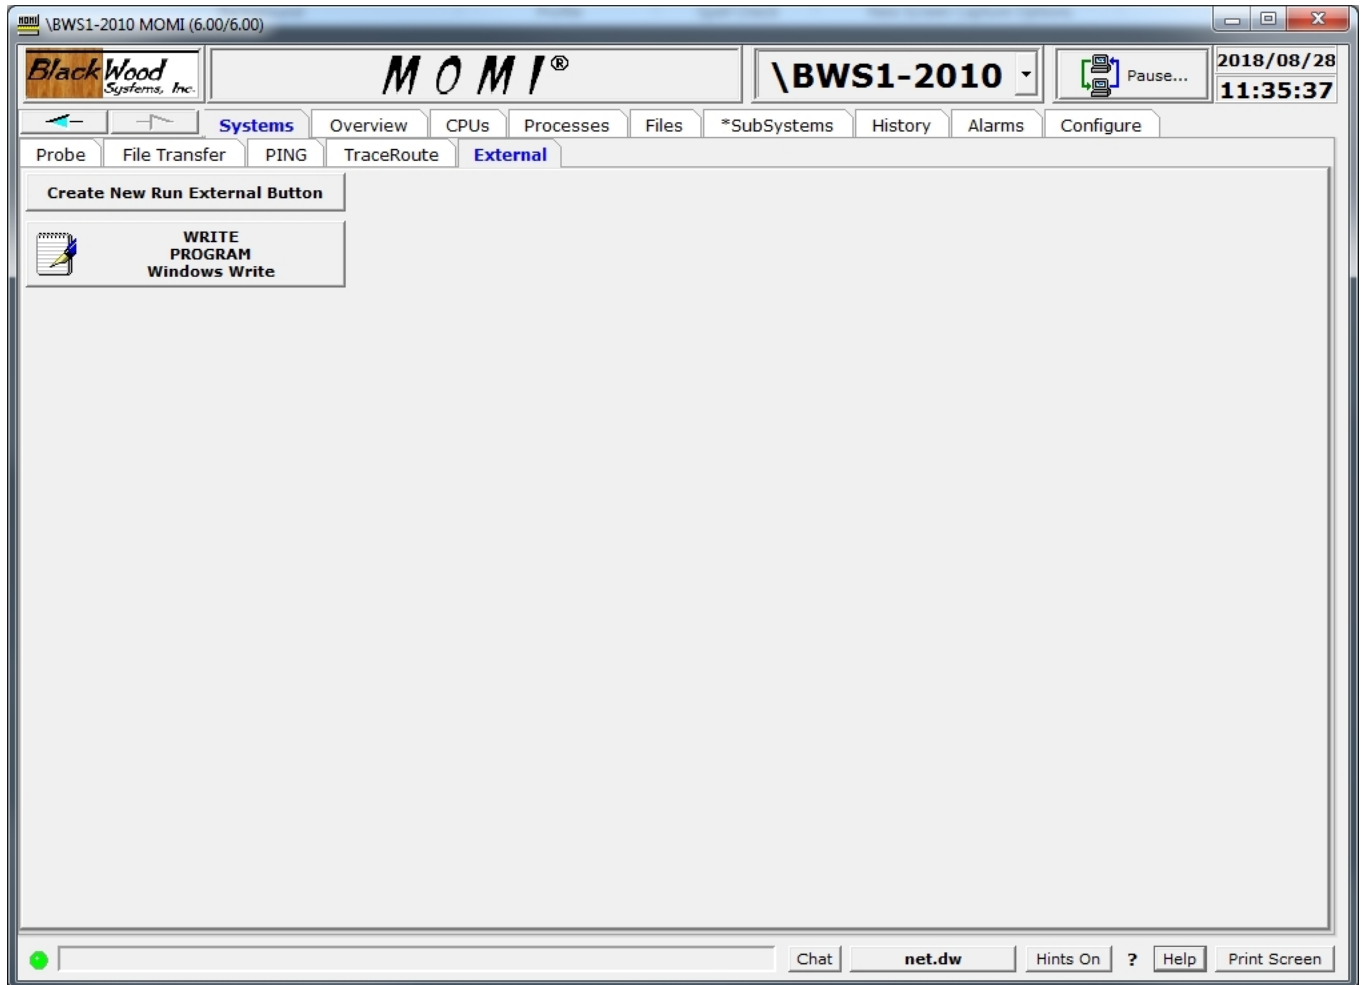 \BWS1-2010 MOMI (6.00/6.00)
BlackWood
Systems, Inc.
MOMI®
\BWS1-2010
Pause...
2018/08/28
11:35:37
Systems Overview CPUs Processes Files *SubSystems History Alarms Configure
Probe File Transfer PING TraceRoute External
Create New Run External Button
WRITE
PROGRAM
Windows Write
Chat net.dw Hints On ? Help Print Screen